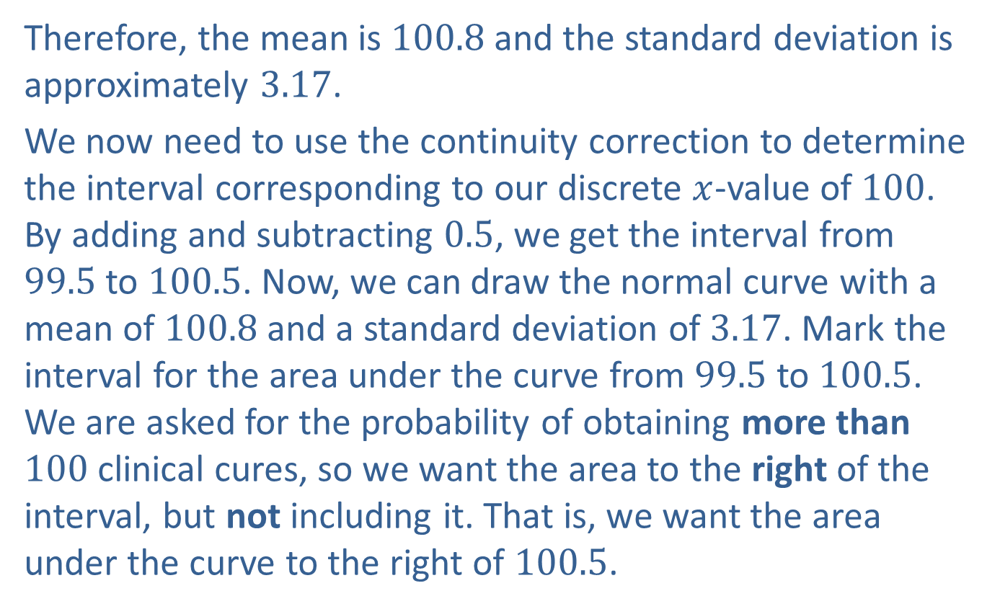 Therefore, the mean is 100.8 and the standard deviation is
approximately 3.17.
We now need to use the continuity correction to determine
the interval corresponding to our discrete x-value of 100.
By adding and subtracting 0.5, we get the interval from
99.5 to 100.5. Now, we can draw the normal curve with a
mean of 100.8 and a standard deviation of 3.17. Mark the
interval for the area under the curve from 99.5 to 100.5.
We are asked for the probability of obtaining more than
100 clinical cures, so we want the area to the right of the
interval, but not including it. That is, we want the area
under the curve to the right of 100.5.